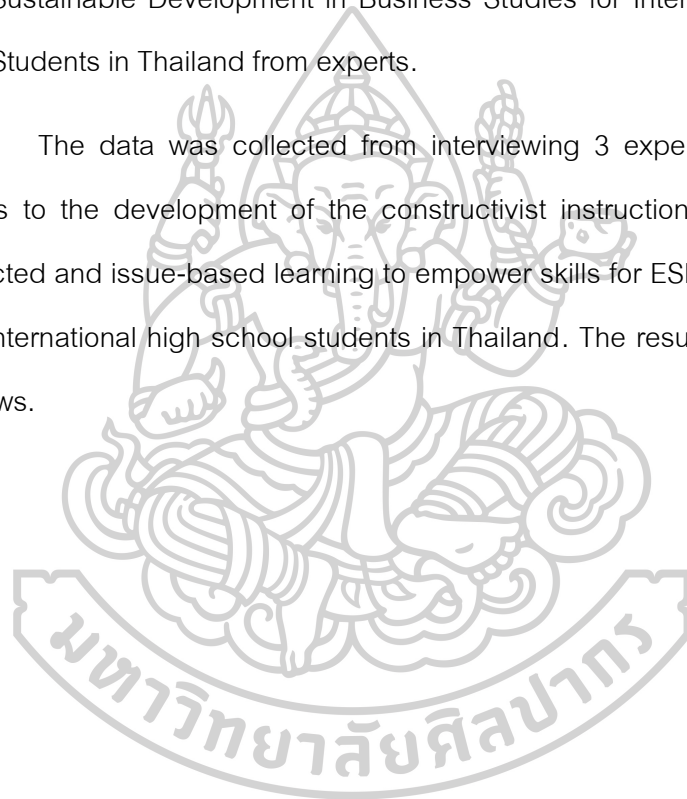 Sustainable Development in Business Studies for Inter
Students in Thailand from experts.
The data was collected from interviewing 3 expe
s to the development of the constructivist instruction
cted and issue-based learning to empower skills for ESI
nternational high school students in Thailand. The resu
ws.
มหาวิทยาลัยศิลปากร